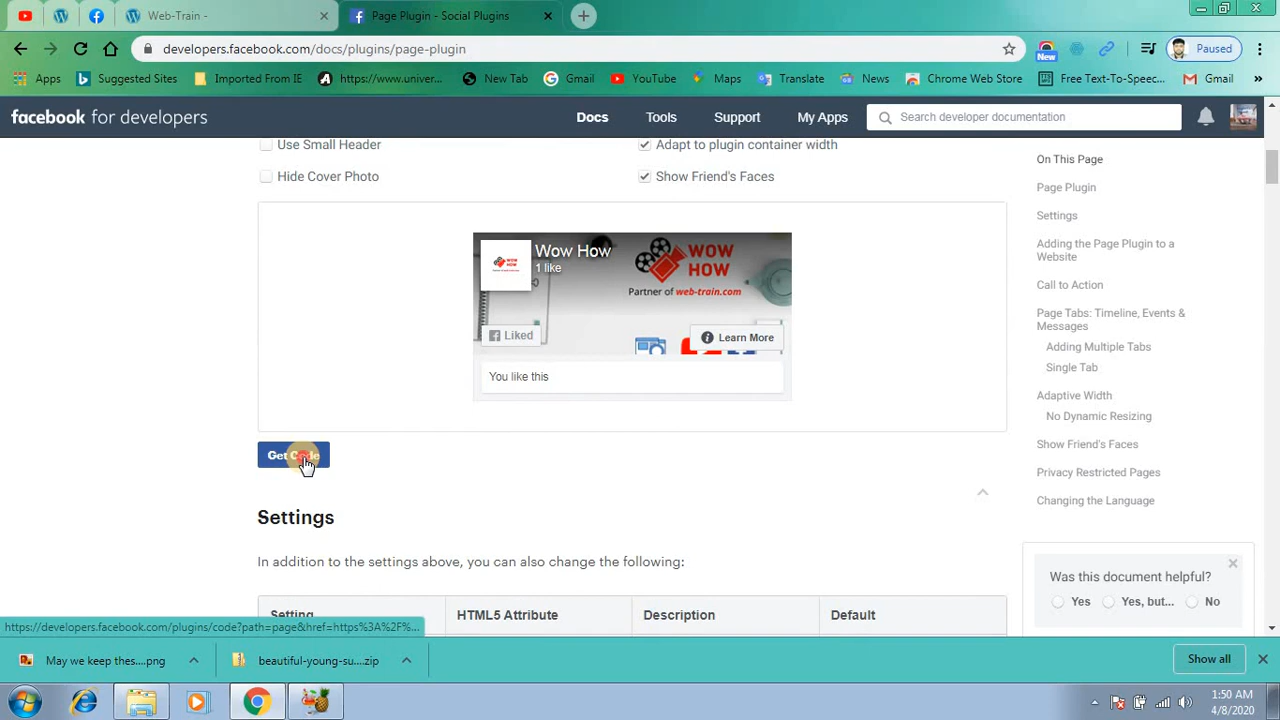 Web-Train -
Page Plugin - Social Plugins
developers.facebook.com/docs/plugins/page-plugin
New
Paused
Apps
Suggested Sites
Imported From IE
https://www.univer...
New Tab
Gmail
YouTube
Maps
Translate
News
Chrome Web Store
Free Text-To-Speec...
Gmail
facebook for developers
Docs
Tools
Support
My Apps
Search developer documentation
Use Small Header
Adapt to plugin container width
Hide Cover Photo
Show Friend's Faces
Wow How
1 like
WOW
HOW
Partner of web-train.com
Liked
Learn More
You like this
Get Code
Settings
In addition to the settings above, you can also change the following:
Setting
HTML5 Attribute
Description
Default
On This Page
Page Plugin
Settings
Adding the Page Plugin to a
Website
Call to Action
Page Tabs: Timeline, Events &
Messages
Adding Multiple Tabs
Single Tab
Adaptive Width
No Dynamic Resizing
Show Friend's Faces
Privacy Restricted Pages
Changing the Language
Was this document helpful?
Yes
Yes, but...
No
https://developers.facebook.com/plugins/code?path=page&href=https%3A%2F%...
May we keep thes....png
beautiful-young-su....zip
Show all
1:50 AM
4/8/2020